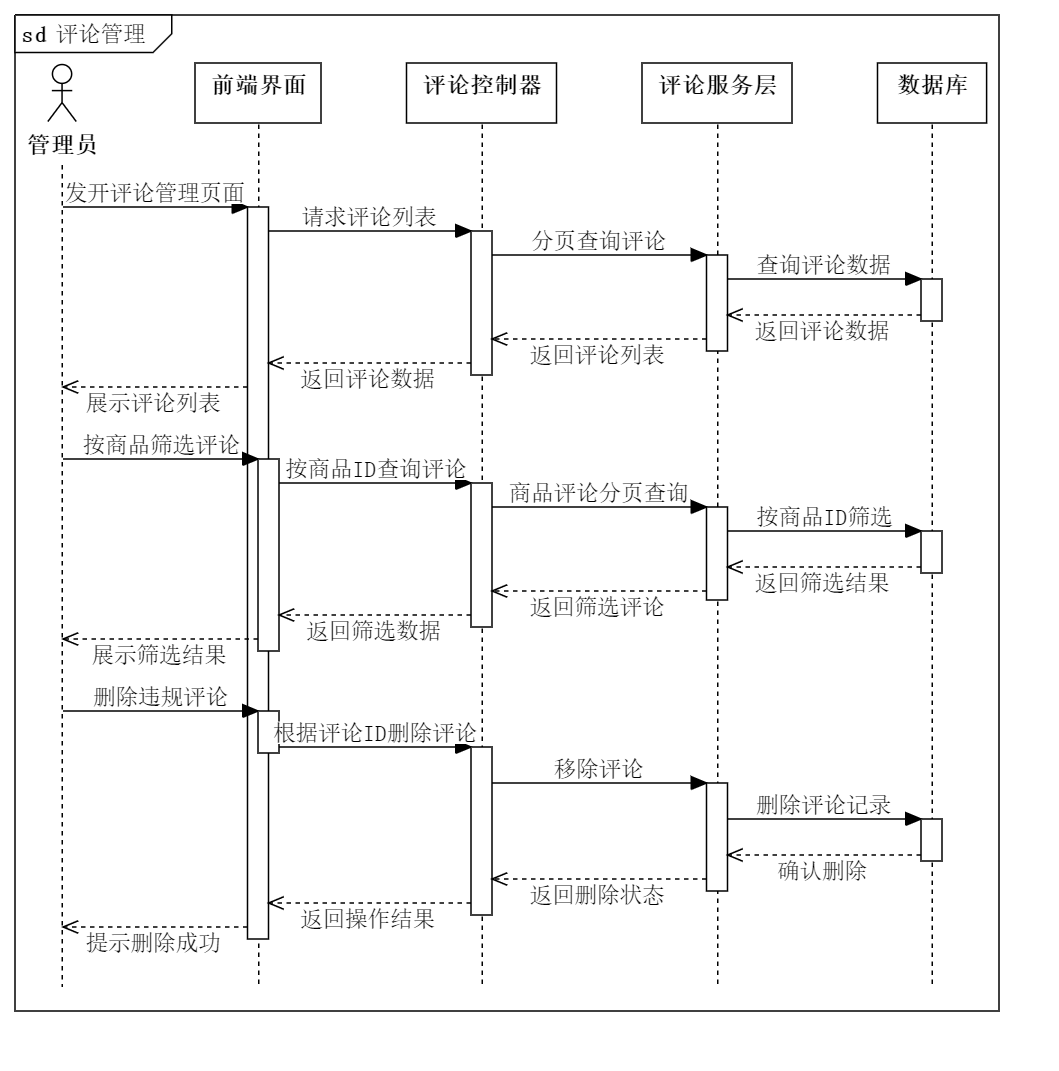 sd 评论管理
前端界面 评论控制器 评论服务层 数据库
管理员
发开评论管理页面
请求评论列表
分页查询评论
查询评论数据
返回评论数据
返回评论列表
返回评论数据
展示评论列表
按商品筛选评论
按商品ID查询评论
商品评论分页查询
按商品ID筛选
返回筛选结果
返回筛选评论
返回筛选数据
展示筛选结果
删除违规评论
根据评论ID删除评论
移除评论
删除评论记录
确认删除
返回删除状态
返回操作结果
提示删除成功